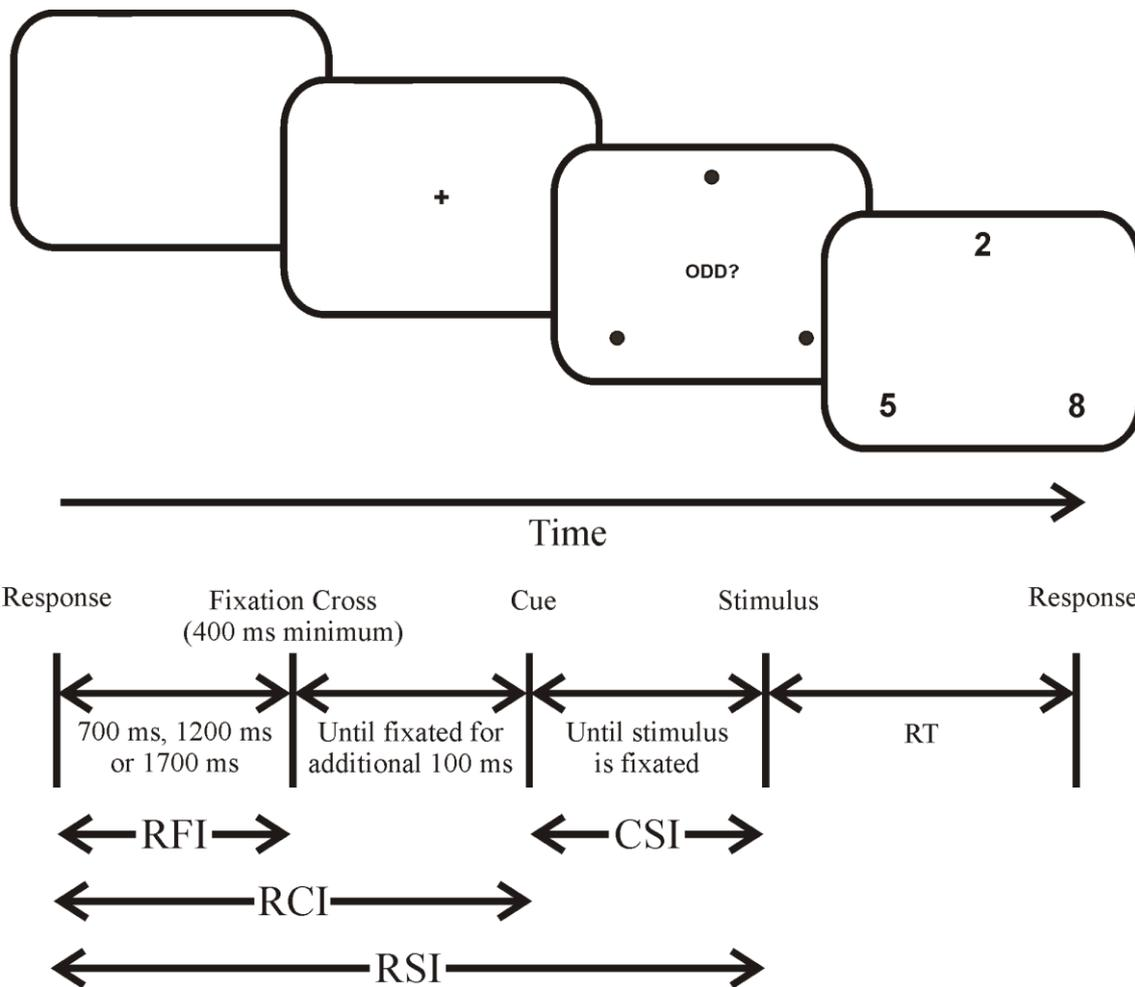 +
ODD?
2
5 8
Time
Response Fixation Cross Cue Stimulus Response
(400 ms minimum)
700 ms, 1200 ms Until fixated for Until stimulus RT
or 1700 ms additional 100 ms is fixated
RFI CSI
RCI
RSI